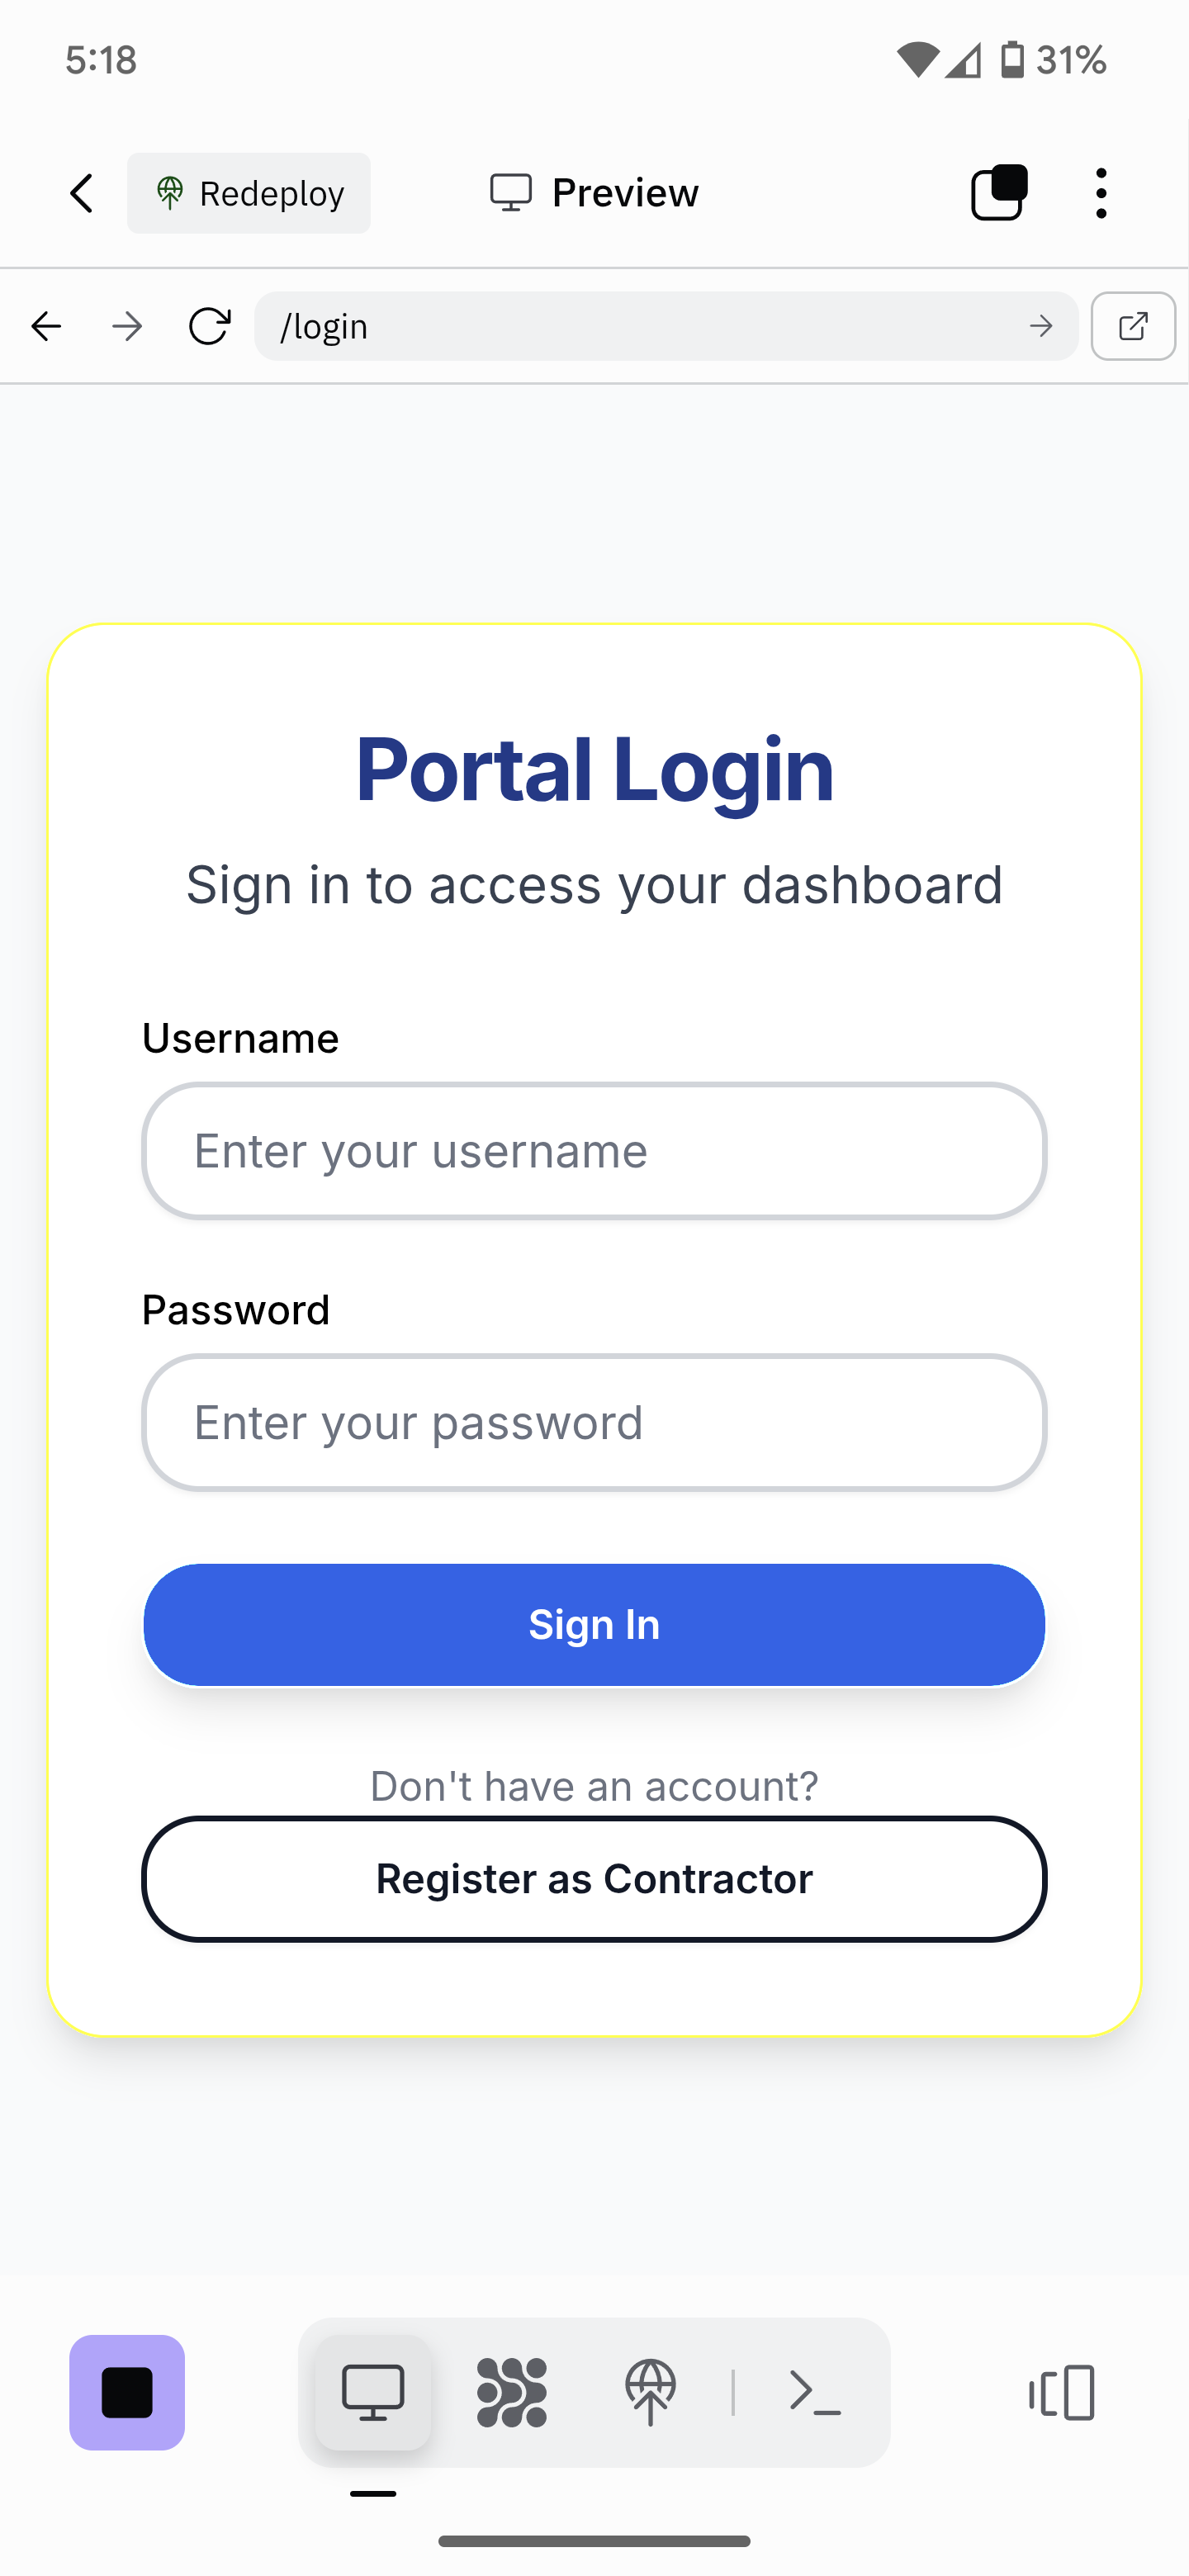 5:18
31%
Redeploy
Preview
/login
Portal Login
Sign in to access your dashboard
Username
Enter your username
Password
Enter your password
Sign In
Don't have an account?
Register as Contractor